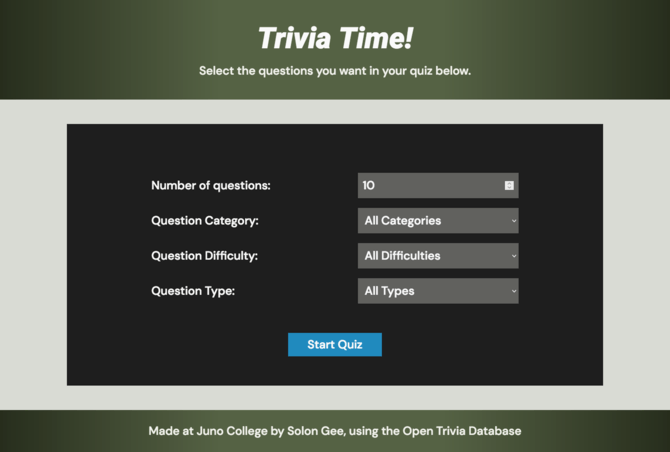 Trivia Time!
Select the questions you want in your quiz below.
Number of questions: 10
Question Category: All Categories
Question Difficulty: All Difficulties
Question Type: All Types
Start Quiz
Made at Juno College by Solon Gee, using the Open Trivia Database